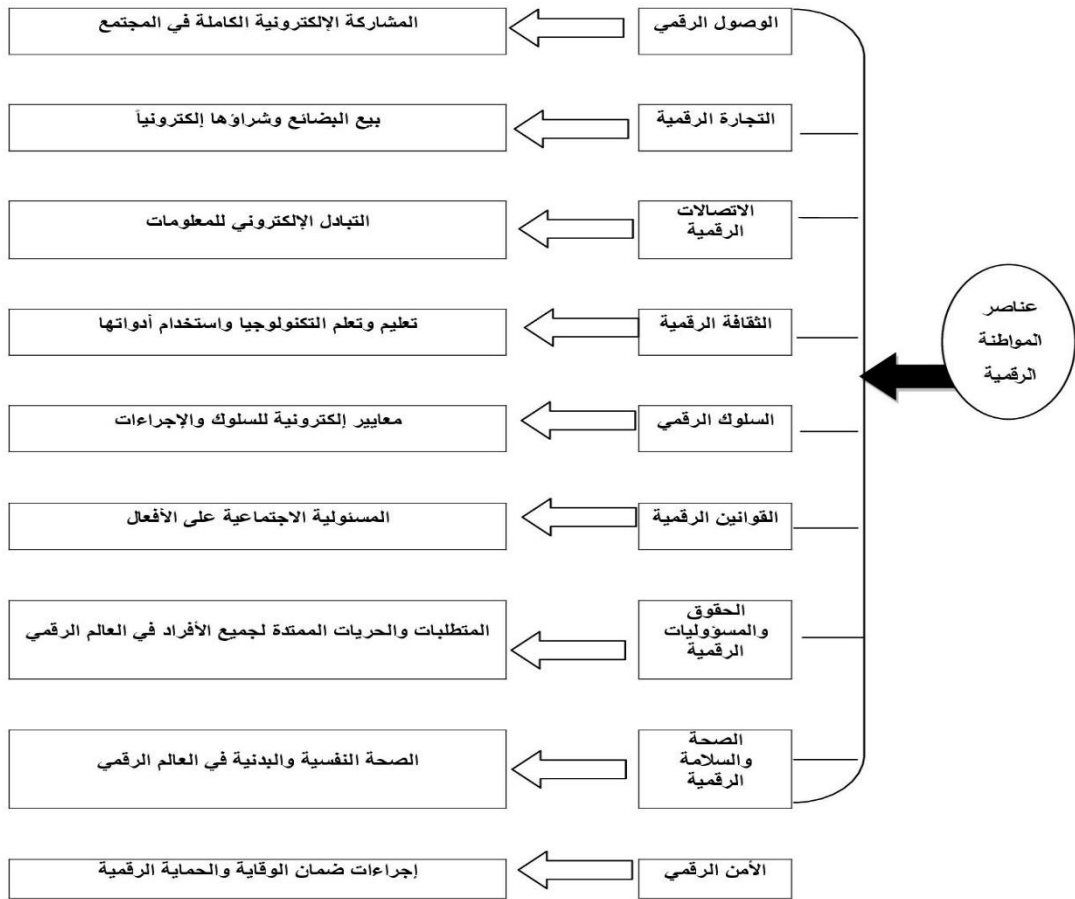 عناصر
المواطنة
الرقمية
الوصول الرقمي
المشاركة الإلكترونية الكاملة في المجتمع
التجارة الرقمية
بيع البضائع وشراؤها إلكترونياً
الاتصالات
الرقمية
التبادل الإلكتروني للمعلومات
الثقافة الرقمية
تعليم وتعلم التكنولوجيا واستخدام أدواتها
السلوك الرقمي
معايير إلكترونية للسلوك والإجراءات
القوانين الرقمية
المسئولية الاجتماعية على الأفعال
الحقوق
والمسؤوليات
الرقمية
المتطلبات والحريات الممتدة لجميع الأفراد في العالم الرقمي
الصحة
والسلامة
الرقمية
الصحة النفسية والبدنية في العالم الرقمي
الأمن الرقمي
إجراءات ضمان الوقاية والحماية الرقمية